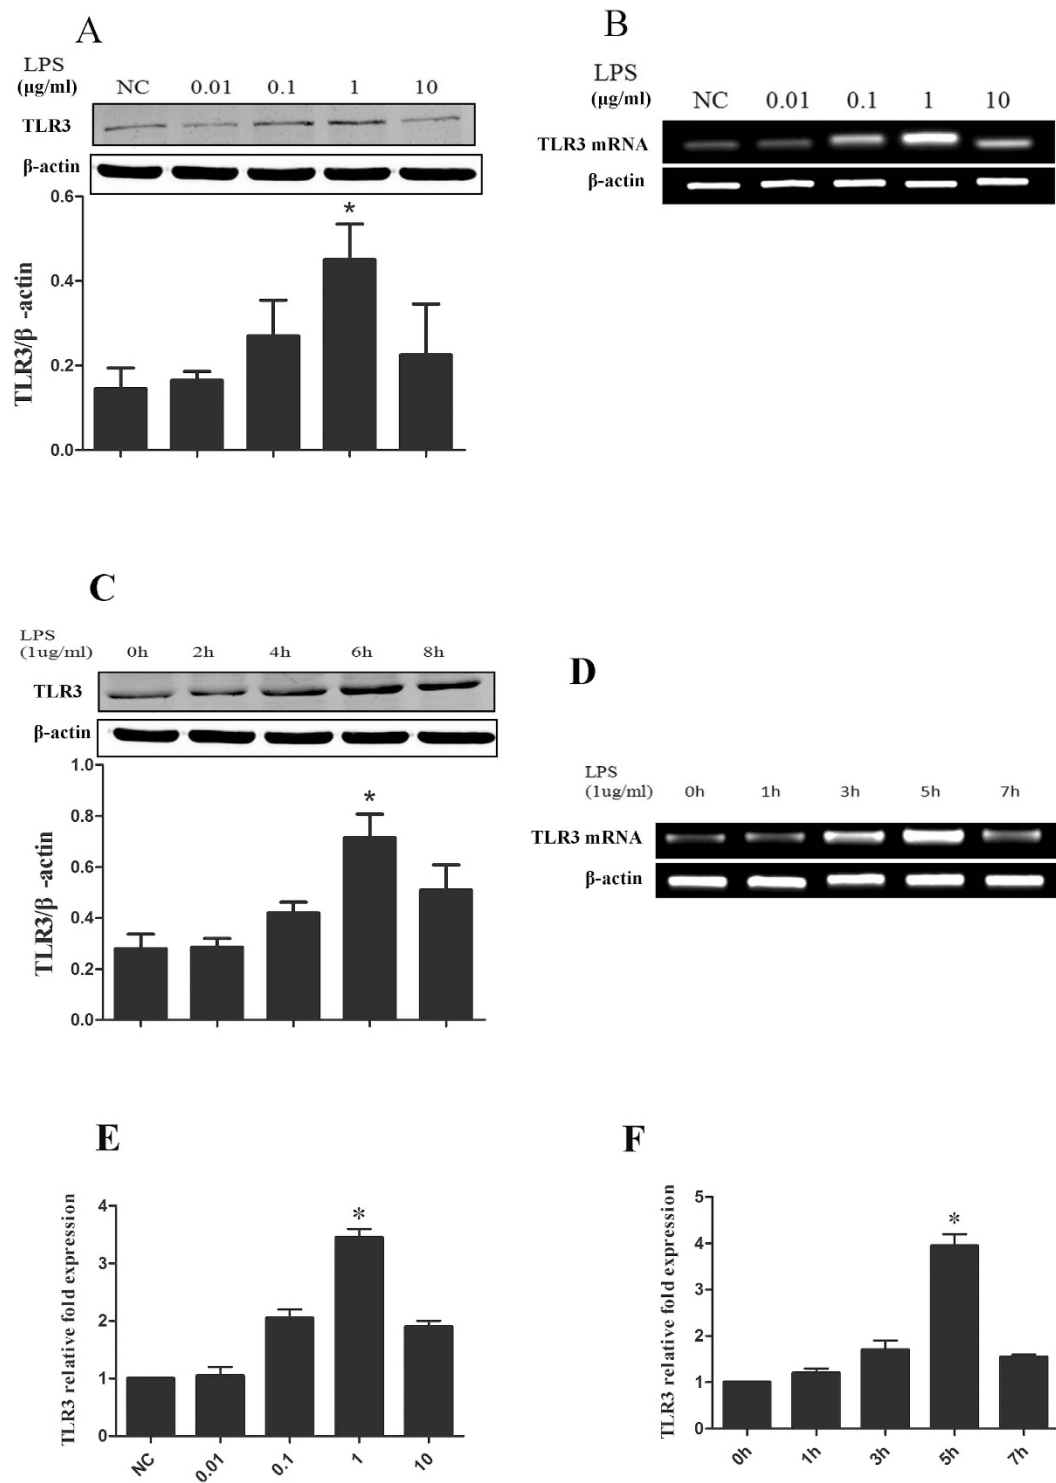 A
LPS
(µg/ml) NC 0.01 0.1 1 10
TLR3
β-actin
0.6
*
0.4
0.2
0.0
TLR3/β -actin
B
LPS
(µg/ml) NC 0.01 0.1 1 10
TLR3 mRNA
β-actin
C
LPS
(1ug/ml) 0h 2h 4h 6h 8h
TLR3
β-actin
1.0
*
0.8
0.6
0.4
0.2
0.0
TLR3/β -actin
D
LPS
(1ug/ml) 0h 1h 3h 5h 7h
TLR3 mRNA
β-actin
E
4
*
3
2
1
0
TLR3 relative fold expression
NC 0.01 0.1 1 10
F
5
*
4
3
2
1
0
TLR3 relative fold expression
0h 1h 3h 5h 7h